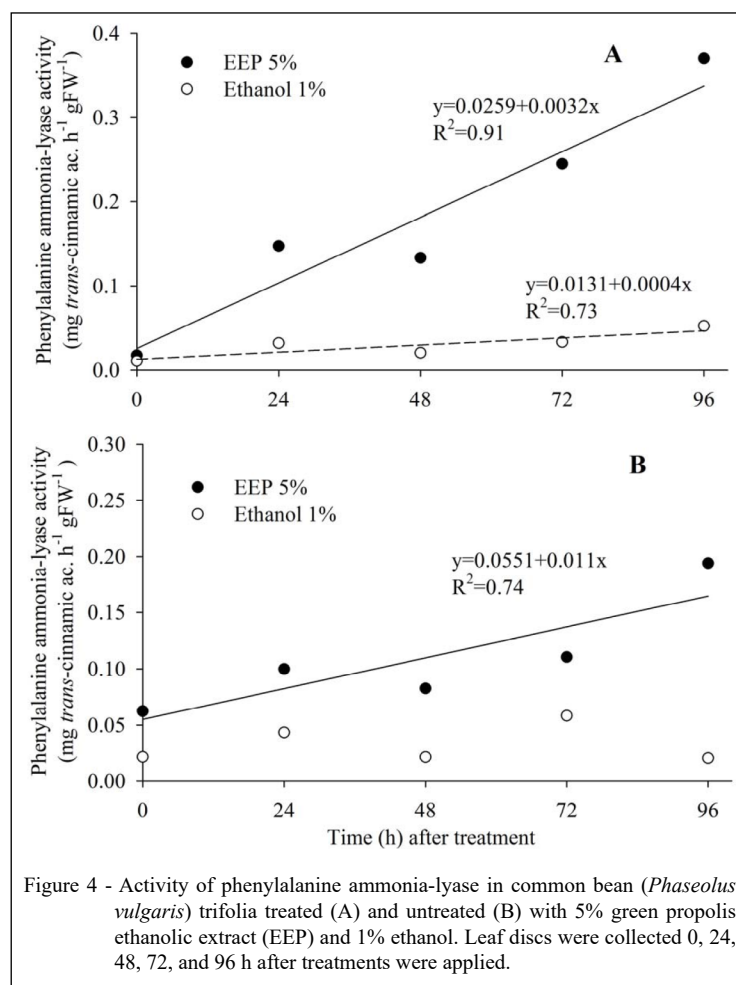 0.4
EEP 5%
Ethanol 1%
A
y=0.0259+0.0032x
R²=0.91
0.3
0.2
0.1
0.0
y=0.0131+0.0004x
R²=0.73
Phenylalanine ammonia-lyase activity
(mg trans-cinnamic ac. h⁻¹ gFW⁻¹)
0 24 48 72 96
0.30
EEP 5%
Ethanol 1%
B
0.25
0.20
0.15
0.10
0.05
0.00
y=0.0551+0.011x
R²=0.74
Phenylalanine ammonia-lyase activity
(mg trans-cinnamic ac. h⁻¹ gFW⁻¹ )
0 24 48 72 96
Time (h) after treatment
Figure 4 - Activity of phenylalanine ammonia-lyase in common bean (Phaseolus
vulgaris) trifolia treated (A) and untreated (B) with 5% green propolis
ethanolic extract (EEP) and 1% ethanol. Leaf discs were collected 0, 24,
48, 72, and 96 h after treatments were applied.